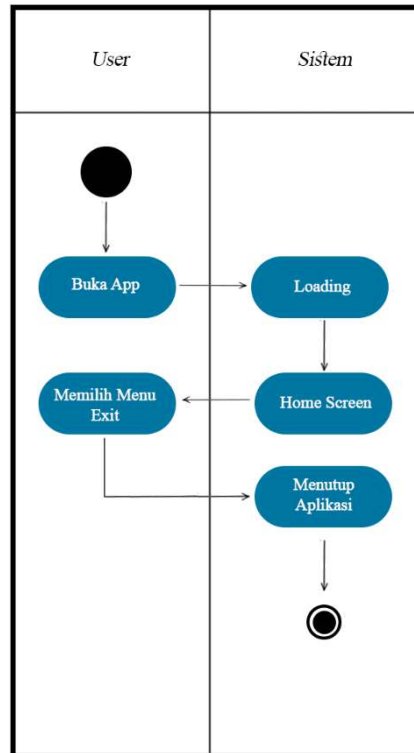 User
Sistem
Buka App
Loading
Memilih Menu
Exit
Home Screen
Menutup
Aplikasi